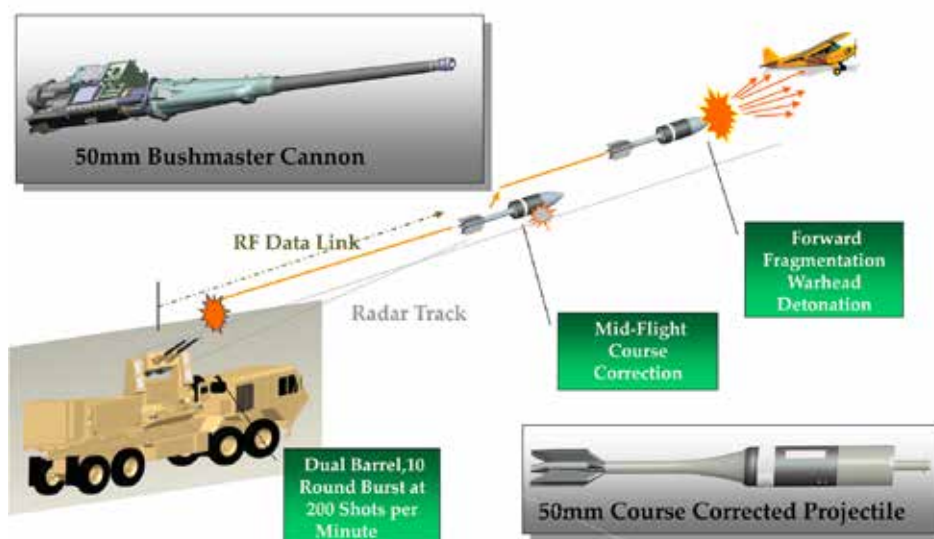 50mm Bushmaster Cannon
RF Data Link
Radar Track
Forward
Fragmentation
Warhead
Detonation
Mid-Flight
Course
Correction
Dual Barrel,10
Round Burst at
200 Shots per
Minute
50mm Course Corrected Projectile